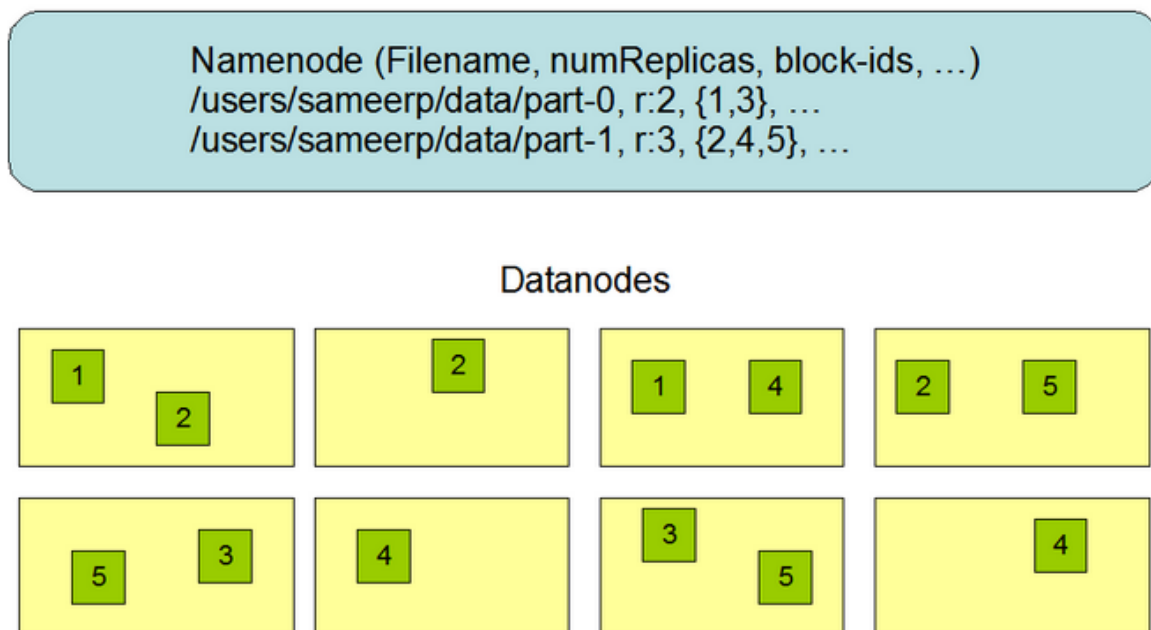 Namenode (Filename, numReplicas, block-ids, …)
/users/sameerp/data/part-0, r:2, {1,3}, …
/users/sameerp/data/part-1, r:3, {2,4,5}, …
Datanodes
1
2
2
1 4
2 5
5 3
4
3
5
4